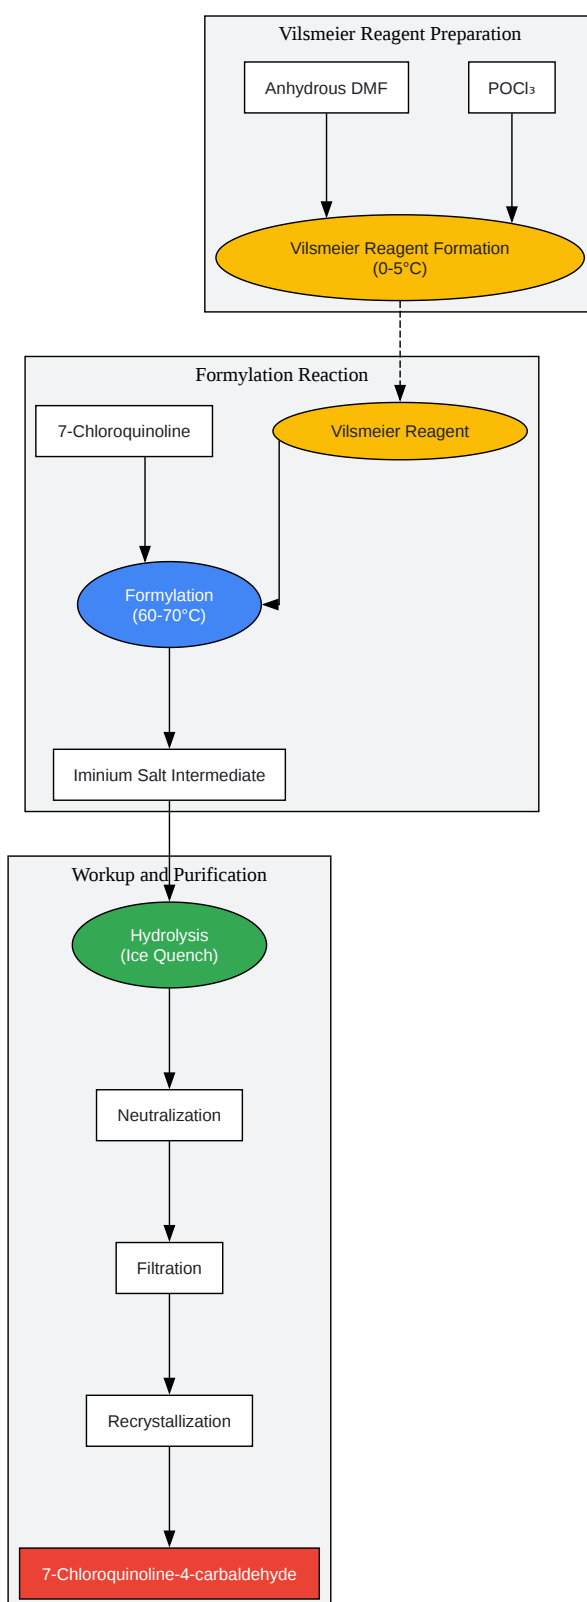 Vilsmeier Reagent Preparation
Anhydrous DMF
POCl₃
Vilsmeier Reagent Formation
(0-5°C)
Formylation Reaction
7-Chloroquinoline
Vilsmeier Reagent
Formylation
(60-70°C)
Iminium Salt Intermediate
Workup and Purification
Hydrolysis
(Ice Quench)
Neutralization
Filtration
Recrystallization
7-Chloroquinoline-4-carbaldehyde